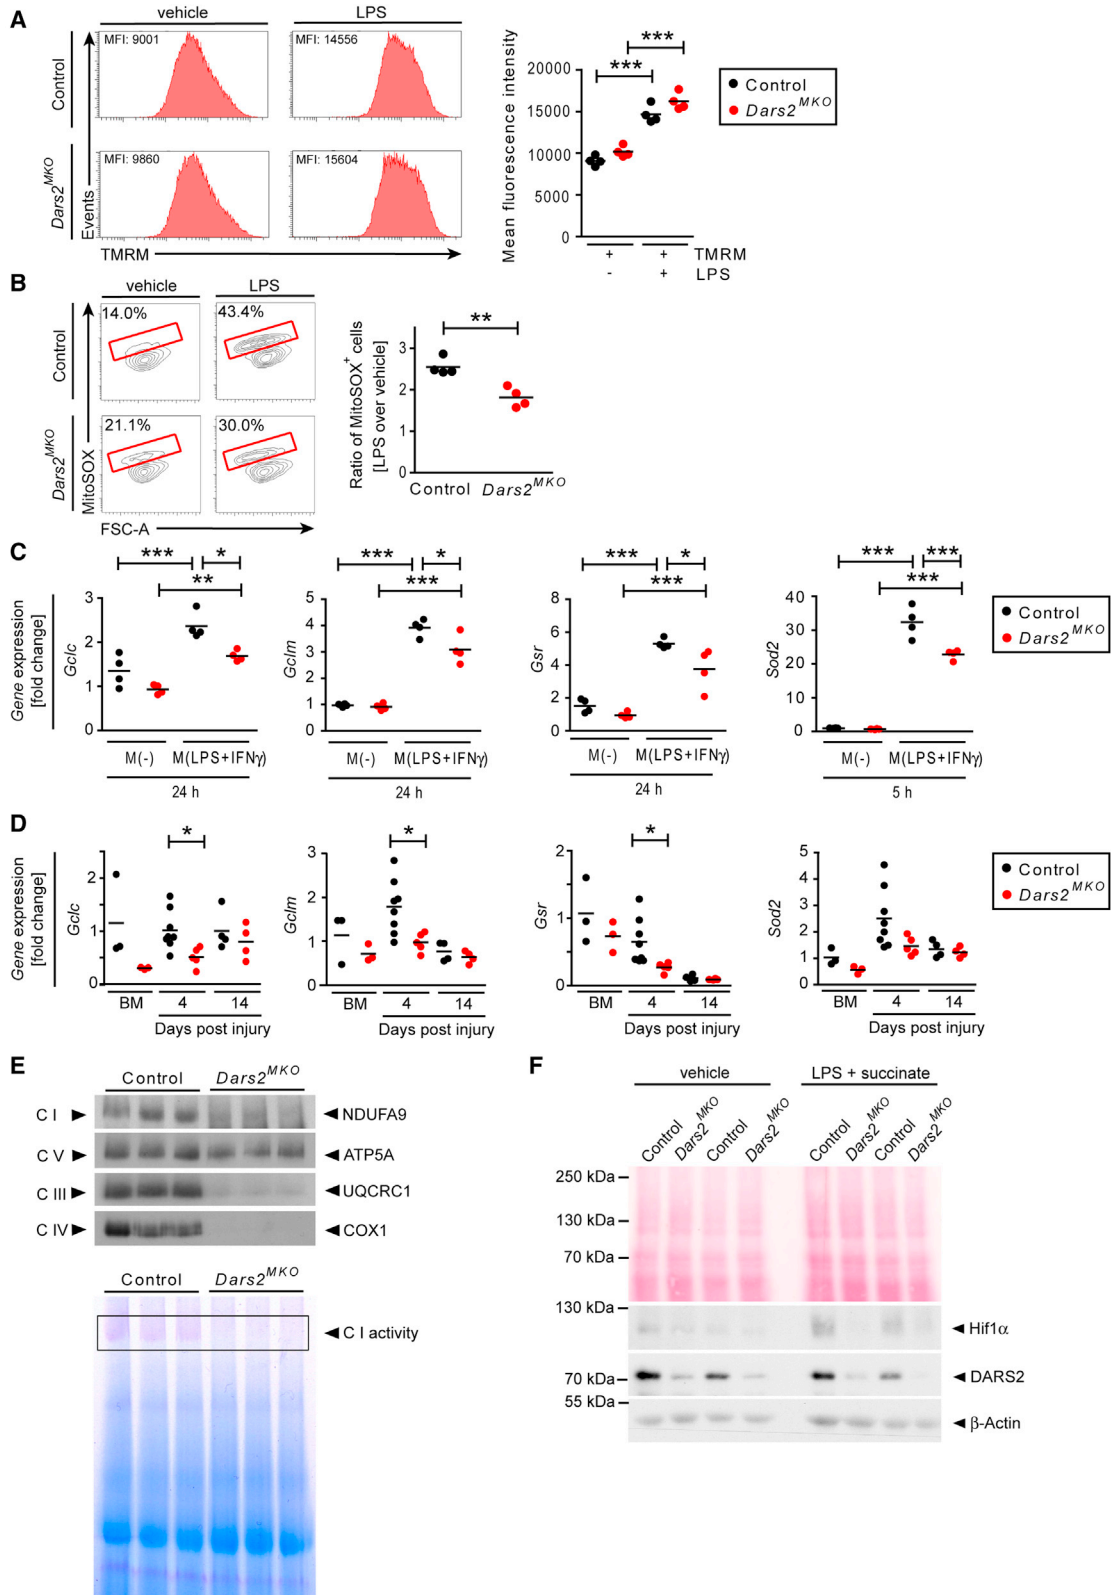 A
vehicle
LPS
Control
Dars2MKO
Events
MFI: 9001
MFI: 14556
MFI: 9860
MFI: 15604
TMRM
Mean fluorescence intensity
20000
15000
10000
5000
0
+ + TMRM
- + LPS
Control
Dars2MKO
B
vehicle
LPS
Control
Dars2MKO
MitoSOX
14.0%
43.4%
21.1%
30.0%
FSC-A
Ratio of MitoSOX+ cells
[LPS over vehicle]
3
2
1
0
**
Control Dars2MKO
***
***
C
Gene expression
[fold change]
Gclc
3
2
1
0
*** *
**
M(-) M(LPS+IFNγ)
24 h
Gclm
5
4
3
2
1
0
*** *
***
M(-) M(LPS+IFNγ)
24 h
Gsr
8
6
4
2
0
*** *
***
M(-) M(LPS+IFNγ)
24 h
Sod2
40
30
20
10
0
*** ***
***
M(-) M(LPS+IFNγ)
5 h
Control
Dars2MKO
D
Gene expression
[fold change]
Gclc
2
1
0
*
BM 4 14
Days post injury
Gclm
3
2
1
0
*
BM 4 14
Days post injury
Gsr
2
1
0
*
BM 4 14
Days post injury
Sod2
5
4
3
2
1
0
BM 4 14
Days post injury
Control
Dars2MKO
E
Control Dars2MKO
C I NDUFA9
C V ATP5A
C III UQCRC1
C IV COX1
Control Dars2MKO
C I activity
F
vehicle LPS + succinate
Control Dars2MKO Control Dars2MKO Control Dars2MKO Control Dars2MKO
250 kDa
130 kDa
70 kDa
130 kDa
Hif1α
70 kDa DARS2
55 kDa
β-Actin